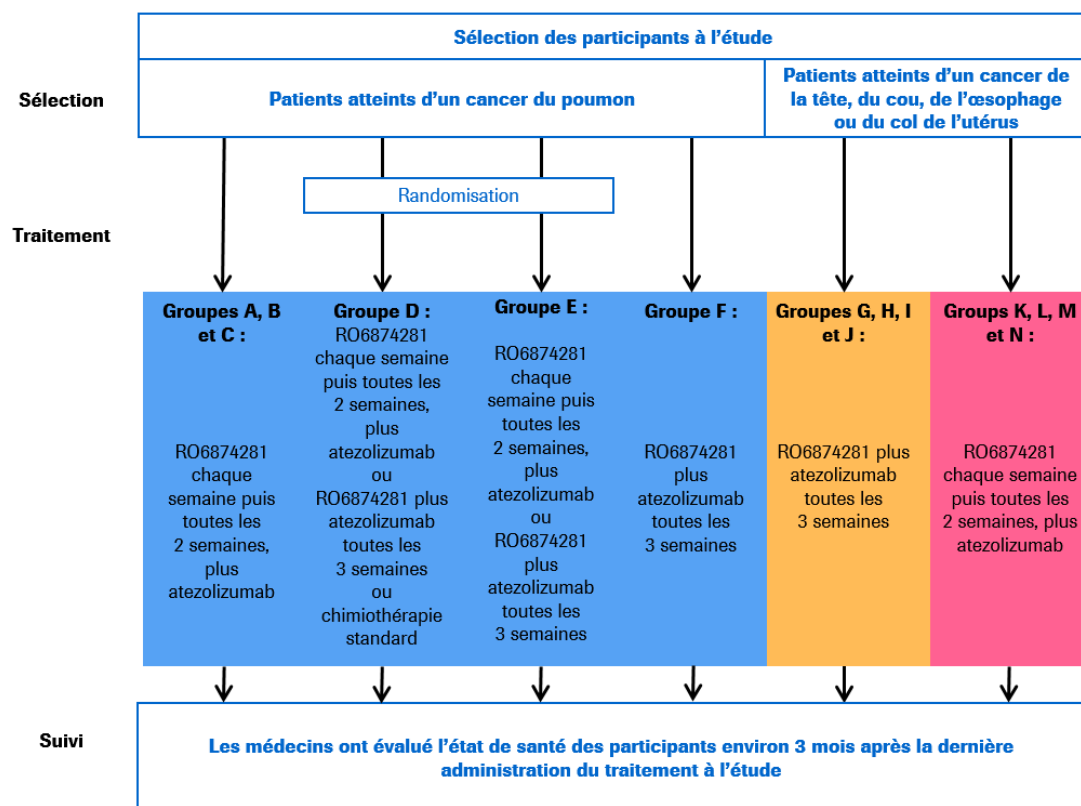 Sélection des participants à l'étude
Sélection
Patients atteints d'un cancer du poumon
Patients atteints d'un cancer de
la tête, du cou, de l'œsophage
ou du col de l'utérus
Randomisation
Traitement
Groupes A, B
et C :
RO6874281
chaque
semaine puis
toutes les
2 semaines,
plus
atezolizumab
Groupe D :
RO6874281
chaque semaine
puis toutes les
2 semaines,
plus
atezolizumab
ou
RO6874281 plus
atezolizumab
toutes les
3 semaines
ou
chimiothérapie
standard
Groupe E :
RO6874281
chaque
semaine puis
toutes les
2 semaines,
plus
atezolizumab
ou
RO6874281
plus
atezolizumab
toutes les
3 semaines
Groupe F :
RO6874281
plus
atezolizumab
toutes les
3 semaines
Groupes G, H, I
et J :
RO6874281 plus
atezolizumab
toutes les
3 semaines
Groups K, L, M
et N :
RO6874281
chaque semaine
puis toutes les
2 semaines, plus
atezolizumab
Suivi
Les médecins ont évalué l'état de santé des participants environ 3 mois après la dernière
administration du traitement à l'étude